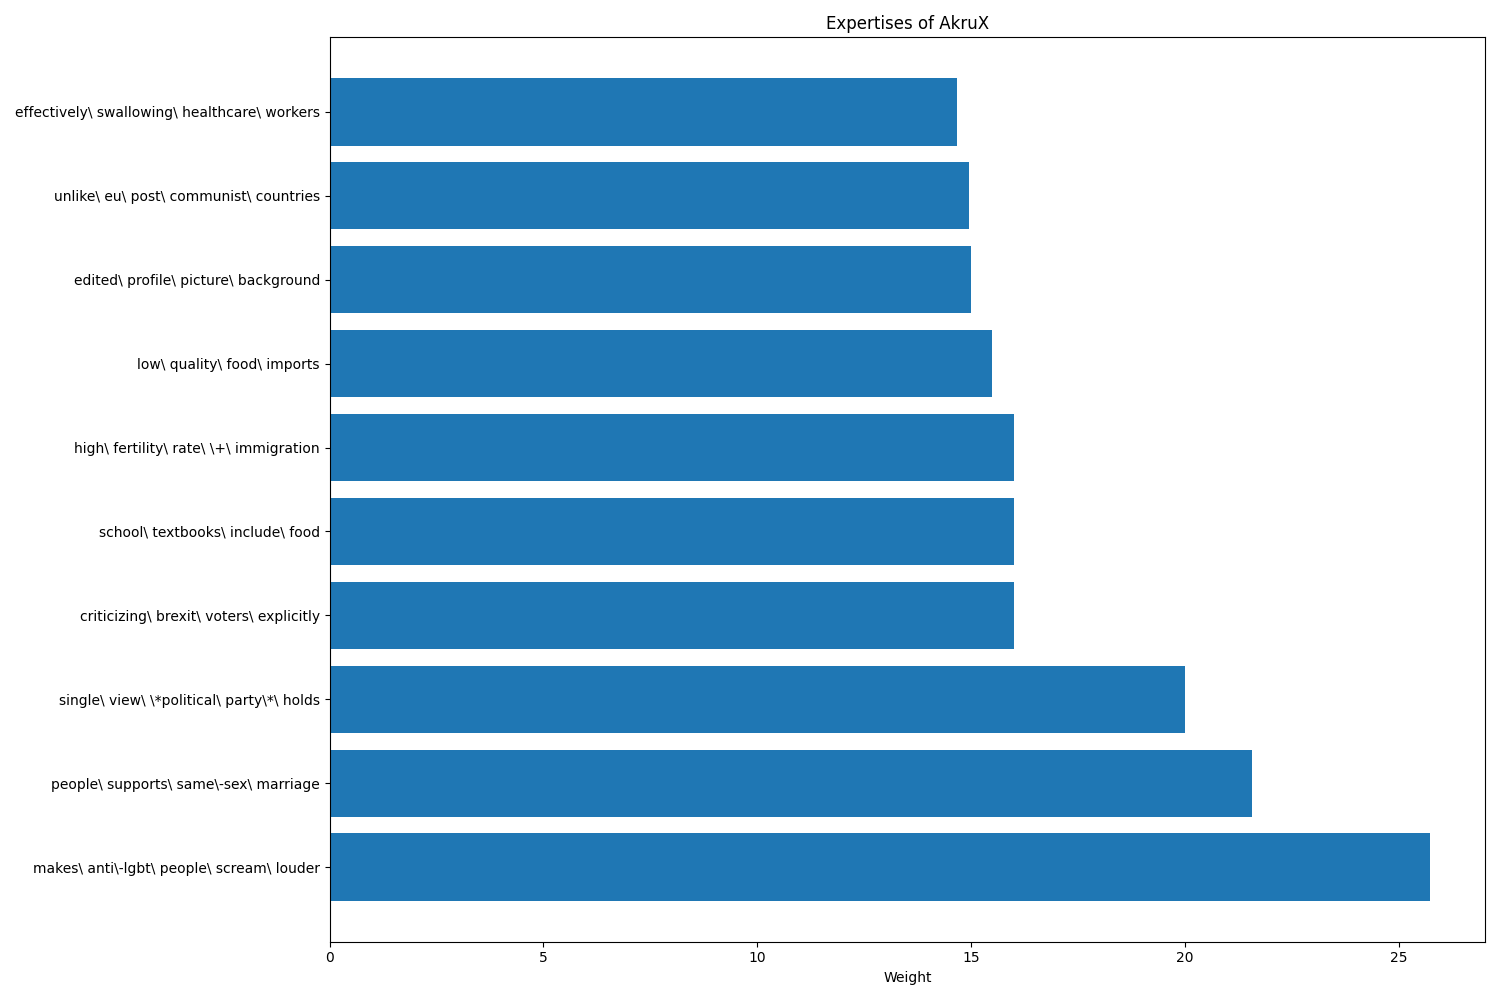 Expertises of AkruX
effectively\ swallowing\ healthcare\ workers
unlike\ eu\ post\ communist\ countries
edited\ profile\ picture\ background
low\ quality\ food\ imports
high\ fertility\ rate\ \+\ immigration
school\ textbooks\ include\ food
criticizing\ brexit\ voters\ explicitly
single\ view\ \*political\ party\*\ holds
people\ supports\ same\-sex\ marriage
makes\ anti\-lgbt\ people\ scream\ louder
0 5 10 15 20 25
Weight